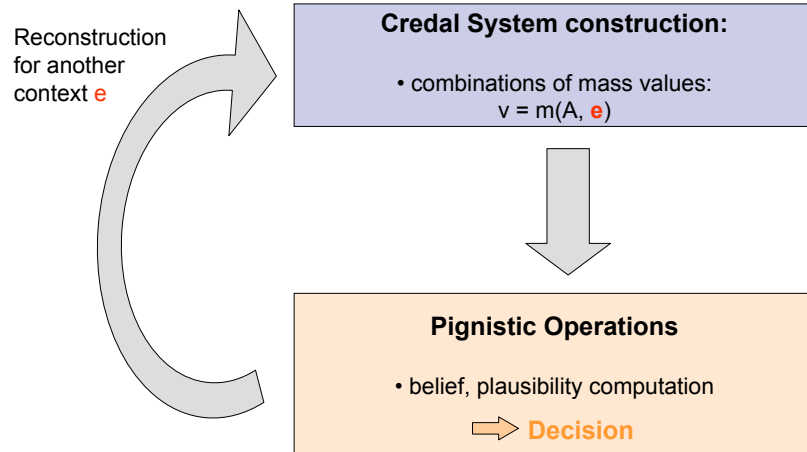 Reconstruction
for another
context e
Credal System construction:
• combinations of mass values:
v = m(A, e)
Pignistic Operations
• belief, plausibility computation
Decision